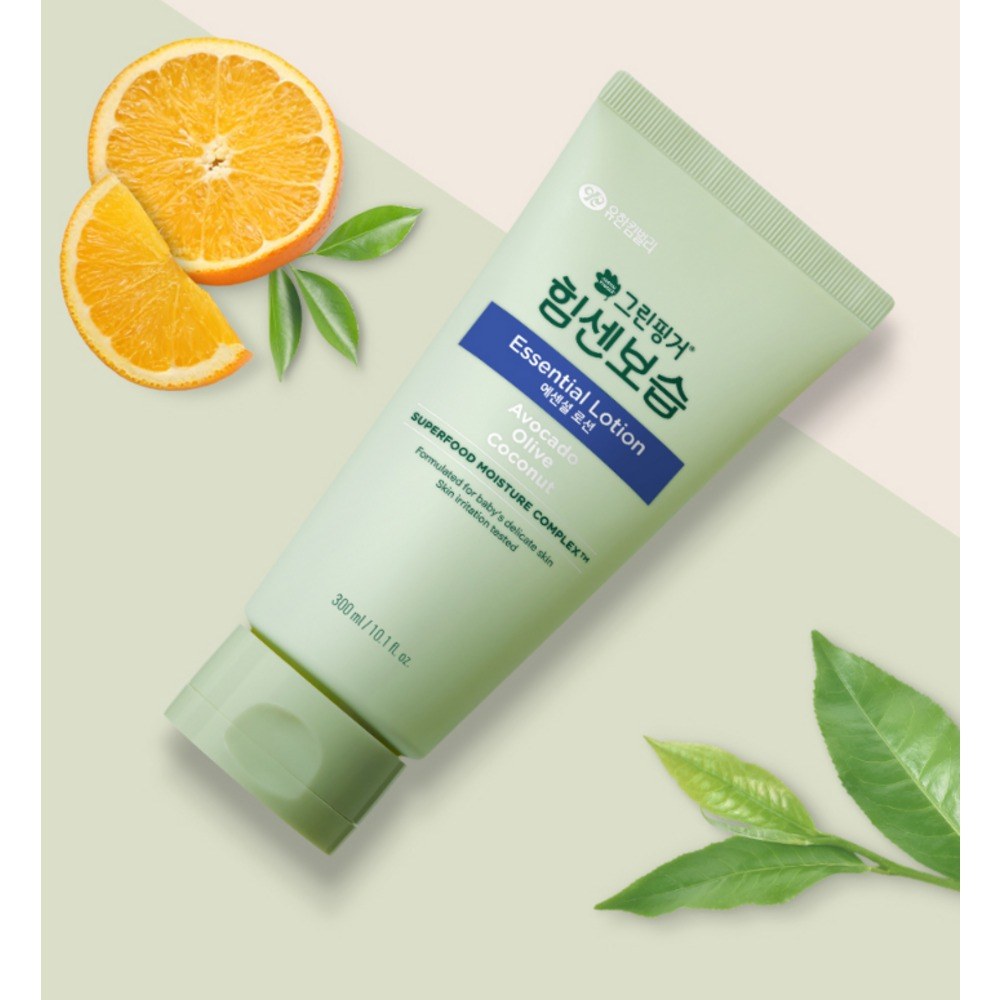 유한킴벌리
그린핑거®
힘센보습
Essential Lotion
에센셜 로션
Avocado
Olive
Coconut
SUPERFOOD MOISTURE COMPLEX™
Formulated for baby's delicate skin
Skin irritation tested
300 ml / 10.1 fl. oz.